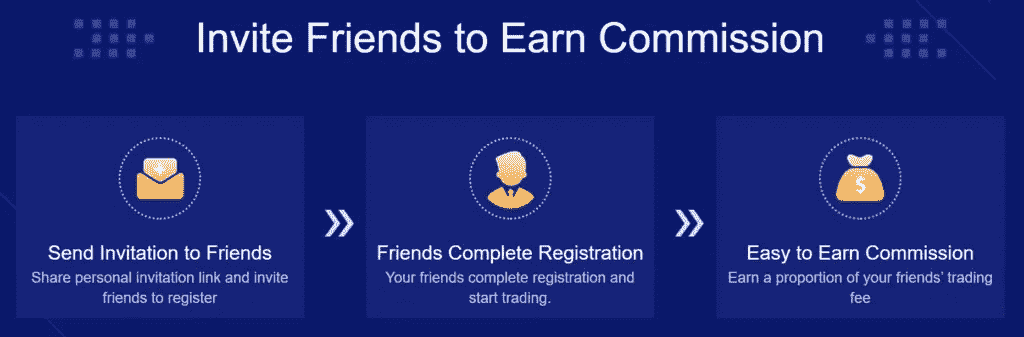 Invite Friends to Earn Commission
Send Invitation to Friends
Share personal invitation link and invite
friends to register
Friends Complete Registration
Your friends complete registration and
start trading.
$
Easy to Earn Commission
Earn a proportion of your friends' trading
fee